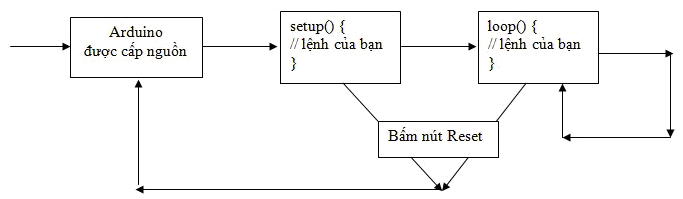 Arduino
được cấp nguồn
setup() {
// lệnh của bạn
}
loop() {
// lệnh của bạn
}
Bấm nút Reset